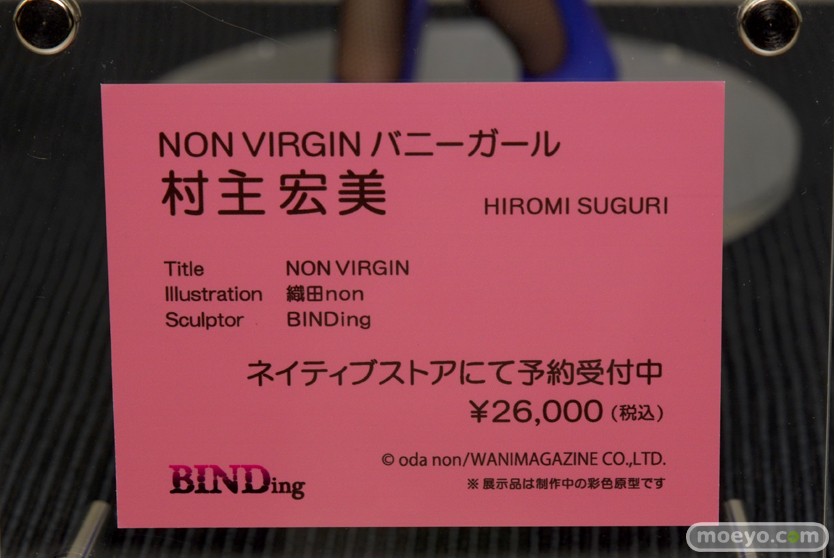 NON VIRGIN バニーガール
村主 宏美 HIROMI SUGURI
Title NON VIRGIN
Illustration 織田non
Sculptor BINDing
ネイティブストアにて予約受付中
¥26,000(税込)
© oda non/WANIMAGAZINE CO.,LTD.
BINDing ※展示品は制作中の彩色原型です
moeyo.com